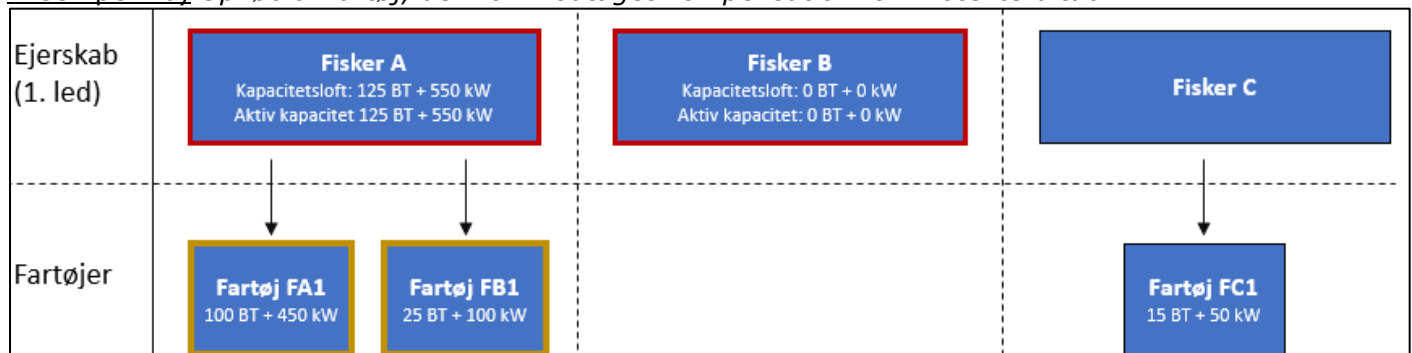 Ejerskab
(1. led)
Fisker A
Kapacitetsloft: 125 BT + 550 kW
Aktiv kapacitet 125 BT + 550 kW
Fisker B
Kapacitetsloft: 0 BT + 0 kW
Aktiv kapacitet: 0 BT + 0 kW
Fisker C
Fartøjer
Fartøj FA1
100 BT + 450 kW
Fartøj FB1
25 BT + 100 kW
Fartøj FC1
15 BT + 50 kW